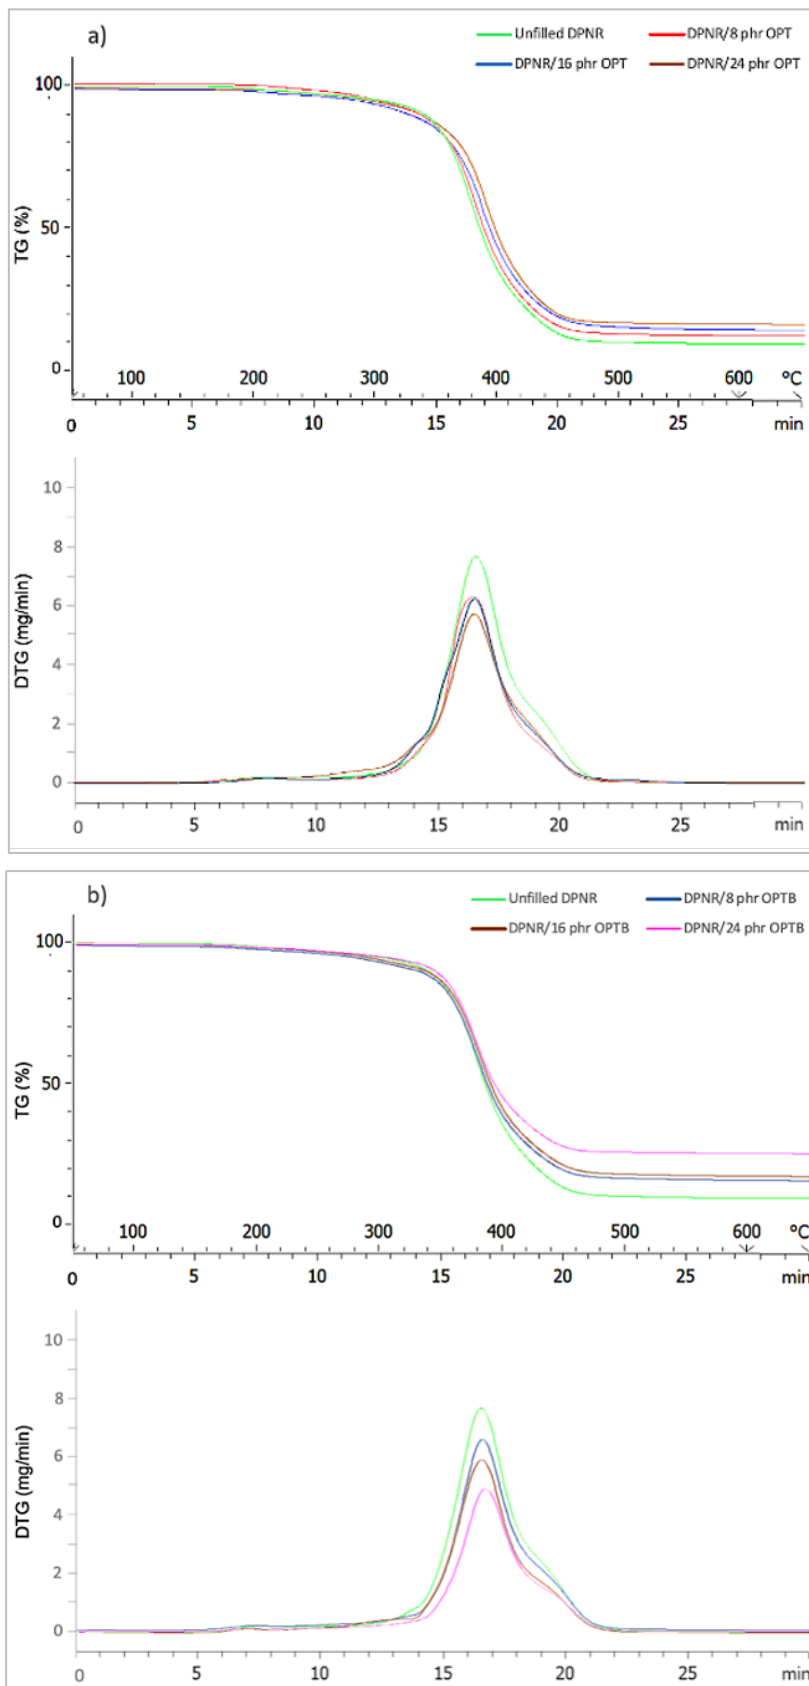 a)
Unfilled DPNR
DPNR/8 phr OPT
DPNR/16 phr OPT
DPNR/24 phr OPT
100
50
0
TG (%)
100 200 300 400 500 600 °C
0 5 10 15 20 25 min
10
8
6
4
2
0
DTG (mg/min)
0 5 10 15 20 25 min
b)
Unfilled DPNR
DPNR/8 phr OPTB
DPNR/16 phr OPTB
DPNR/24 phr OPTB
100
50
0
TG (%)
100 200 300 400 500 600 °C
0 5 10 15 20 25 min
10
8
6
4
2
0
DTG (mg/min)
0 5 10 15 20 25 min